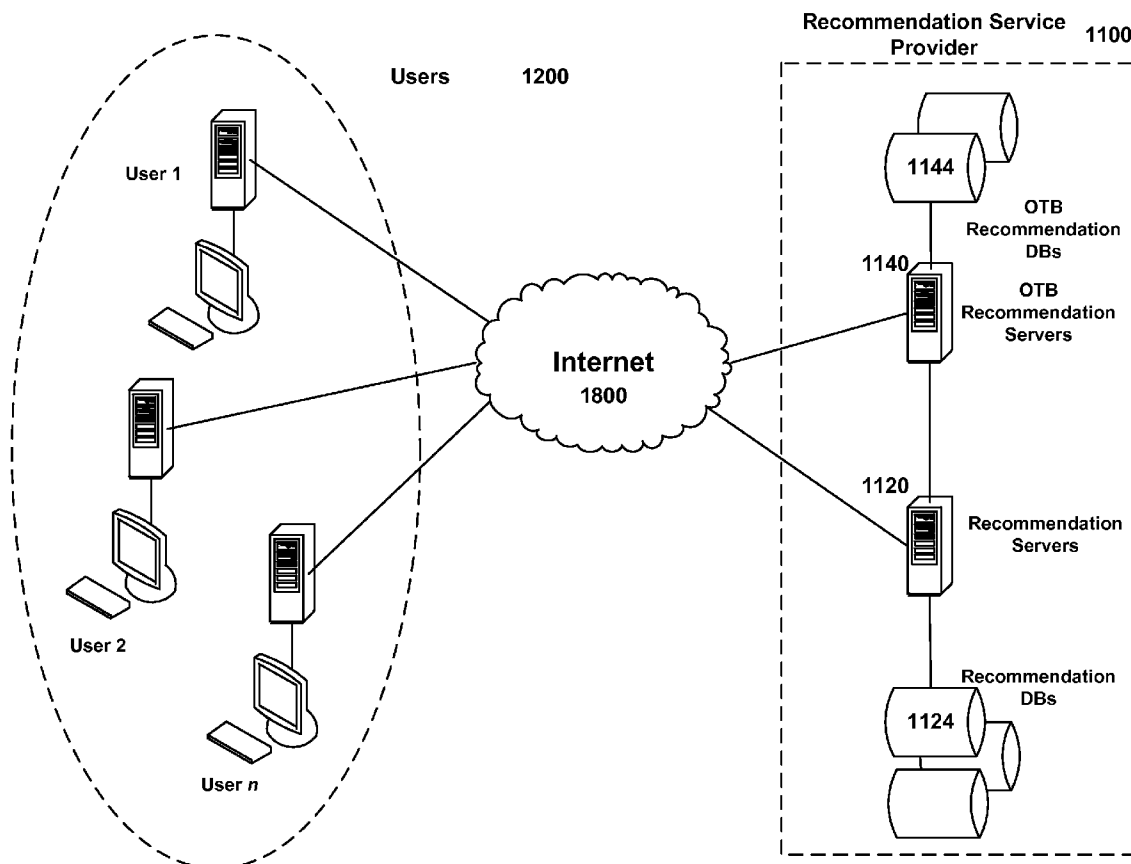 Recommendation Service
Provider
1100
Users 1200
User 1
1144
OTB
Recommendation
DBs
1140
OTB
Recommendation
Servers
Internet
1800
1120
Recommendation
Servers
User 2
Recommendation
DBs
1124
User n